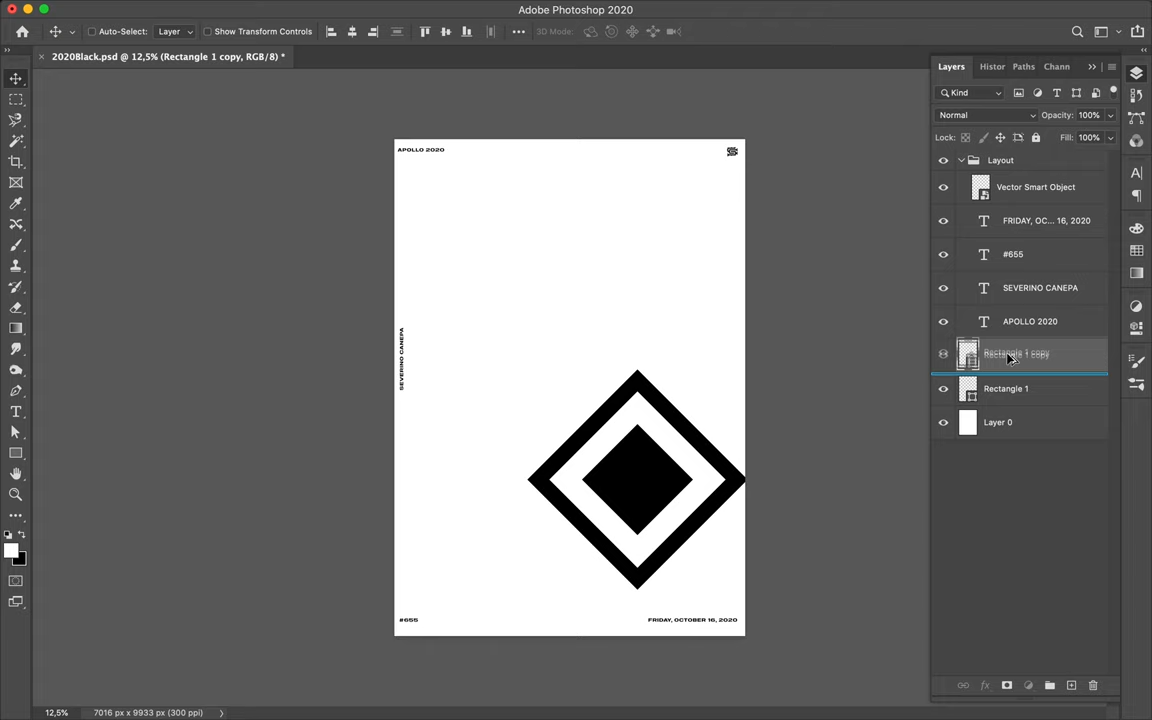 Adobe Photoshop 2020
Auto-Select: Layer Show Transform Controls 3D Mode:
2020Black.psd @ 12,5% (Rectangle 1 copy, RGB/8) *
Layers Histor Paths Chann
Kind
Normal Opacity: 100%
Lock: Fill: 100%
Layout
Vector Smart Object
FRIDAY, OC... 16, 2020
#655
SEVERINO CANEPA
APOLLO 2020
Rectangle 1 copy
Rectangle 1
Layer 0
APOLLO 2020
SEVERINO CANEPA
#655
FRIDAY, OCTOBER 16, 2020
12,5% 7016 px x 9933 px (300 ppi)